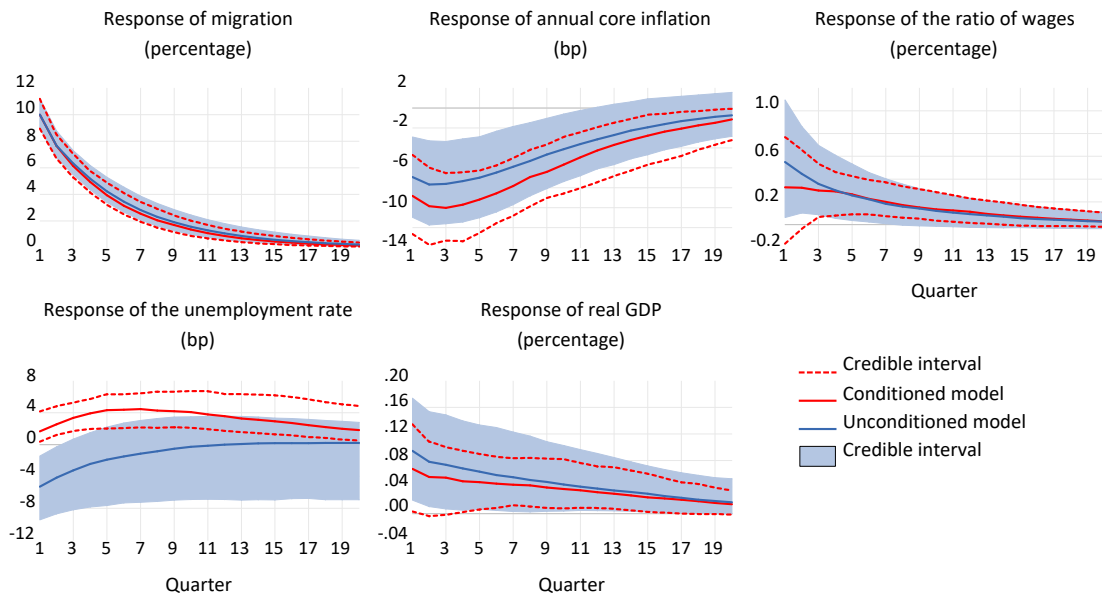 Response of migration
(percentage)
12
10
8
6
4
2
0
1 3 5 7 9 11 13 15 17 19
Response of annual core inflation
(bp)
2
-2
-6
-10
-14
1 3 5 7 9 11 13 15 17 19
Response of the ratio of wages
(percentage)
1.0
0.6
0.2
-0.2
1 3 5 7 9 11 13 15 17 19
Quarter
Response of the unemployment rate
(bp)
8
4
0
-4
-8
-12
1 3 5 7 9 11 13 15 17 19
Quarter
Response of real GDP
(percentage)
.20
.16
.12
.08
.04
.00
-.04
1 3 5 7 9 11 13 15 17 19
Quarter
Credible interval
Conditioned model
Unconditioned model
Credible interval